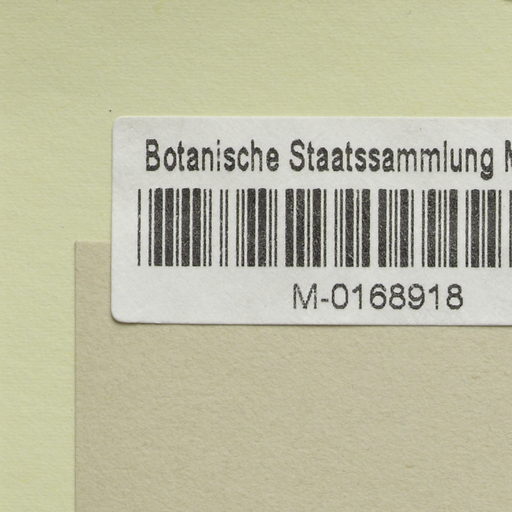 Botanische Staatssammlung
M-0168918